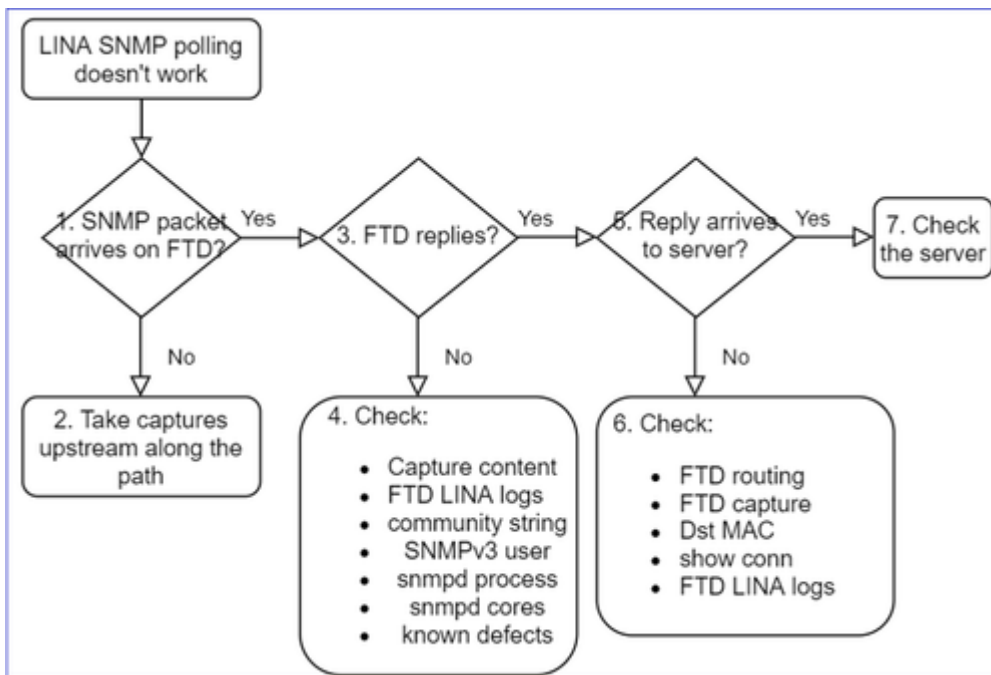 LINA SNMP polling
doesn't work
1. SNMP packet
arrives on FTD?
Yes
3. FTD replies?
Yes
5. Reply arrives
to server?
Yes
7. Check
the server
No
No
No
2. Take captures
upstream along the
path
4. Check:
• Capture content
• FTD LINA logs
• community string
• SNMPv3 user
• snmpd process
• snmpd cores
• known defects
6. Check:
• FTD routing
• FTD capture
• Dst MAC
• show conn
• FTD LINA logs